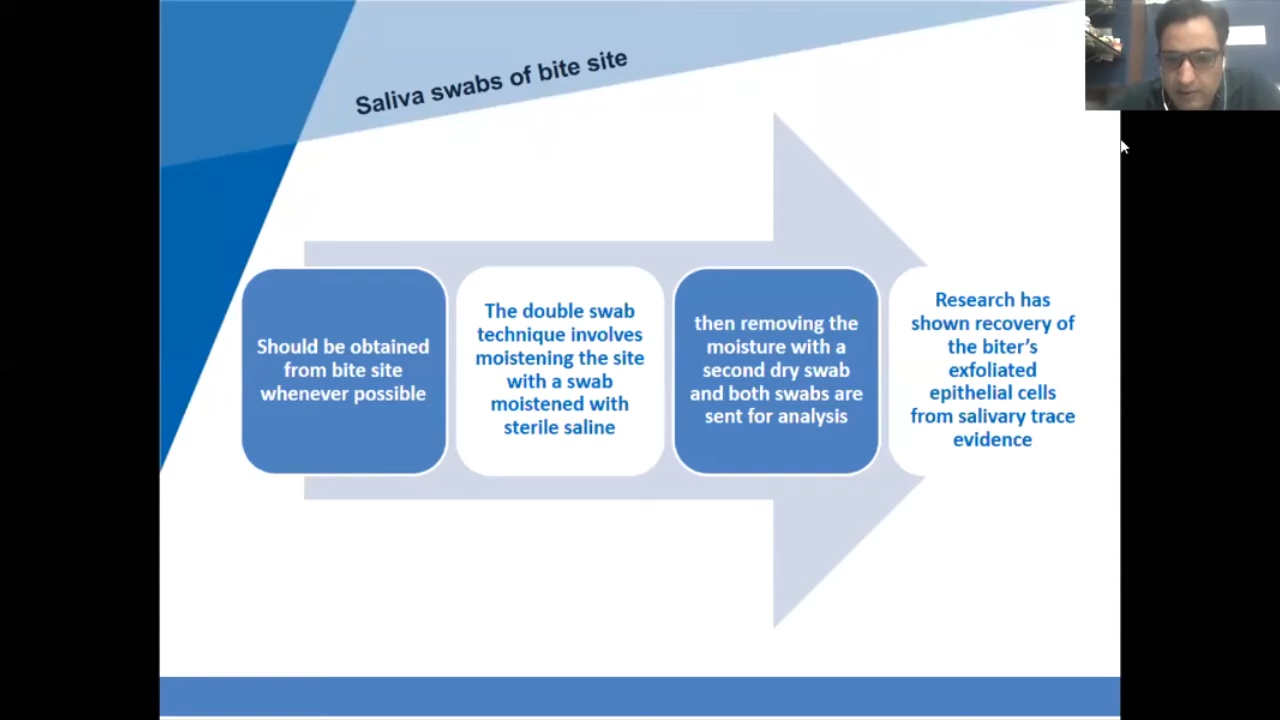 Saliva swabs of bite site
Should be obtained
from bite site
whenever possible
The double swab
technique involves
moistening the site
with a swab
moistened with
sterile saline
then removing the
moisture with a
second dry swab
and both swabs are
sent for analysis
Research has
shown recovery of
the biter’s
exfoliated
epithelial cells
from salivary trace
evidence